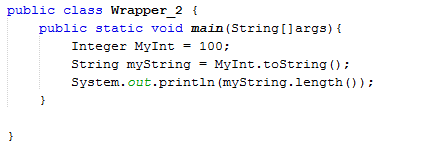 public class Wrapper_2 {
    public static void main(String[]args){
        Integer MyInt = 100;
        String myString = MyInt.toString();
        System.out.println(myString.length());
    }
}